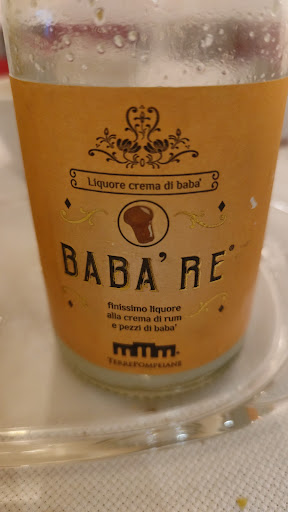 Liquore crema di baba'
BABA'RE®
finissimo liquore
alla crema di rum
e pezzi di baba'
TERREPOMPEIANE